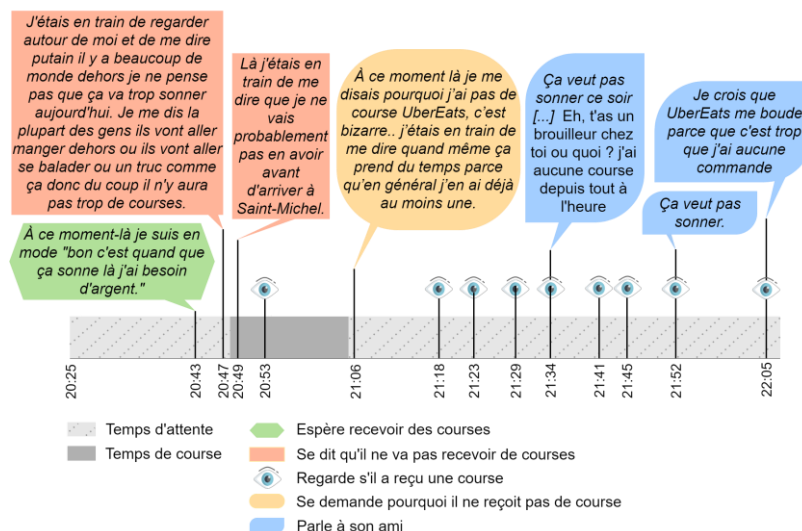 J'étais en train de regarder
autour de moi et de me dire
putain il y a beaucoup de
monde dehors je ne pense
pas que ça va trop sonner
aujourd'hui. Je me dis la
plupart des gens ils vont aller
manger dehors ou ils vont aller
se balader ou un truc comme
ça donc du coup il n'y aura
pas trop de courses.
À ce moment-là je suis en
mode "bon c'est quand que
ça sonne là j'ai besoin
d'argent."
Là j'étais en
train de me
dire que je ne
vais
probablement
pas en avoir
avant
d'arriver à
Saint-Michel.
À ce moment là je me
disais pourquoi j'ai pas de
course UberEats, c'est
bizarre.. j'étais en train de
me dire quand même ça
prend du temps parce
qu'en général j'en ai déjà
au moins une.
Ça veut pas
sonner ce soir
[...] Eh, t'as un
brouilleur chez
toi ou quoi ? j'ai
aucune course
depuis tout à
l'heure
Ça veut pas
sonner.
Je crois que
UberEats me boude
parce que c'est trop
que j'ai aucune
commande
20:25
20:43
20:47
20:49
20:53
21:06
21:18
21:23
21:29
21:34
21:41
21:45
21:52
22:05
Temps d'attente
Temps de course
Espère recevoir des courses
Se dit qu'il ne va pas recevoir de courses
Regarde s'il a reçu une course
Se demande pourquoi il ne reçoit pas de course
Parle à son ami